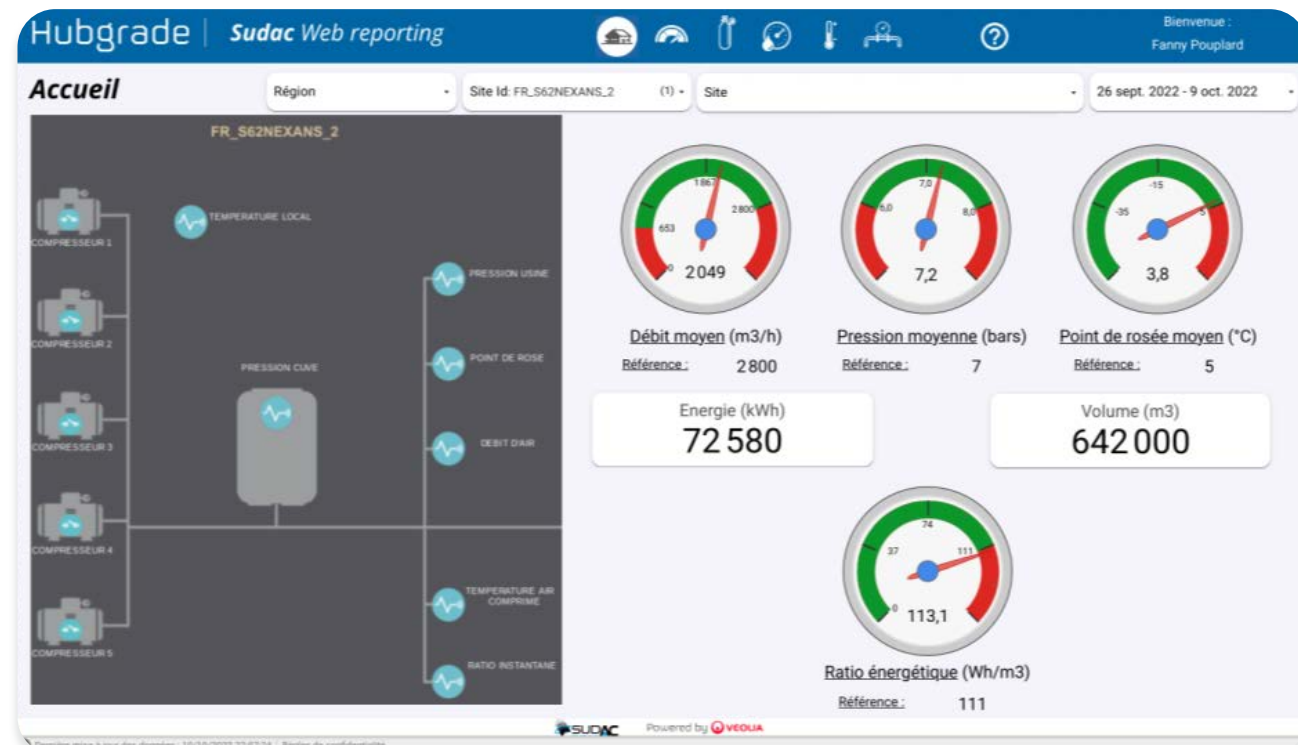 Hubgrade | Sudac Web reporting
Bienvenue :
Fanny Pouplard
Accueil
Région
Site Id: FR_S62NEXANS_2 (1)
Site
26 sept. 2022 - 9 oct. 2022
FR_S62NEXANS_2
COMPRESSEUR 1
COMPRESSEUR 2
COMPRESSEUR 3
COMPRESSEUR 4
COMPRESSEUR 5
TEMPERATURE LOCAL
PRESSION CUVE
PRESSION USINE
POINT DE ROSE
DEBIT D'AIR
TEMPERATURE AIR
COMPRIME
RATIO INSTANTANE
0
653
1 867
2 800
2 049
Débit moyen (m3/h)
Référence : 2 800
6,0
7,0
8,0
7,2
Pression moyenne (bars)
Référence : 7
-35
-15
5
3,8
Point de rosée moyen (°C)
Référence : 5
Energie (kWh)
72 580
Volume (m3)
642 000
0
37
74
111
113,1
Ratio énergétique (Wh/m3)
Référence : 111
SUDAC Powered by VEOLIA